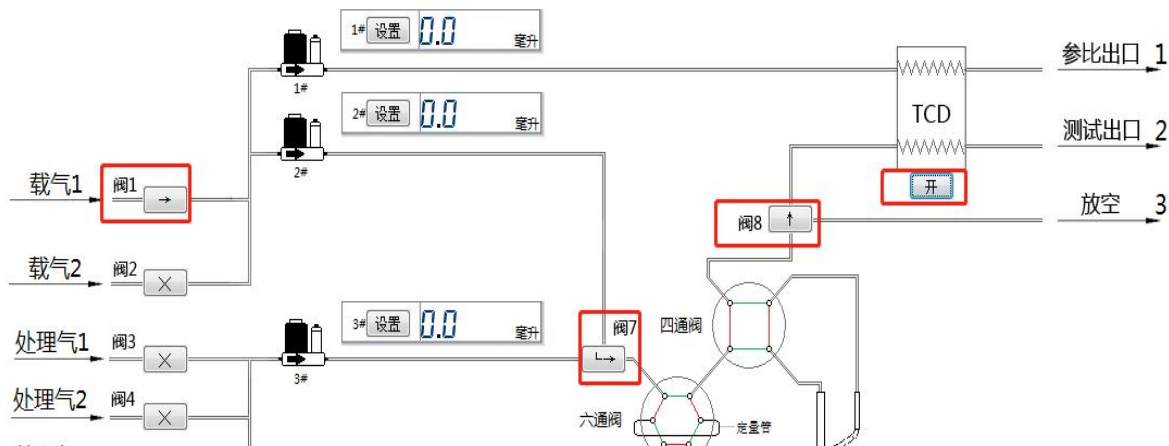 1# 设置 0.0 毫升
参比出口 1
1#
2# 设置 0.0 毫升
TCD
测试出口 2
2#
载气1 阀1 →
开
放空 3
阀8 ↑
载气2 阀2 ×
3# 设置 0.0 毫升
阀7
四通阀
处理气1 阀3 ×
3#
处理气2 阀4 ×
六通阀
定量管